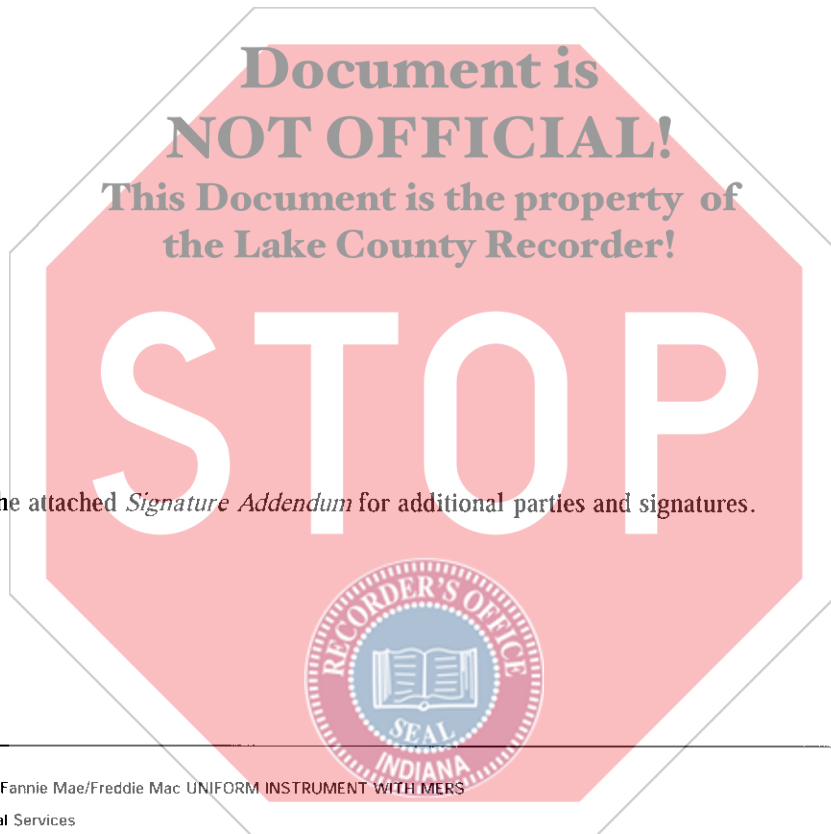 Document is
NOT OFFICIAL!
This Document is the property of
the Lake County Recorder!
STOP
he attached Signature Addendum for additional parties and signatures.
RECORDER'S OFFICE
SEAL
INDIANA
Fannie Mae/Freddie Mac UNIFORM INSTRUMENT WITH MERS
al Services